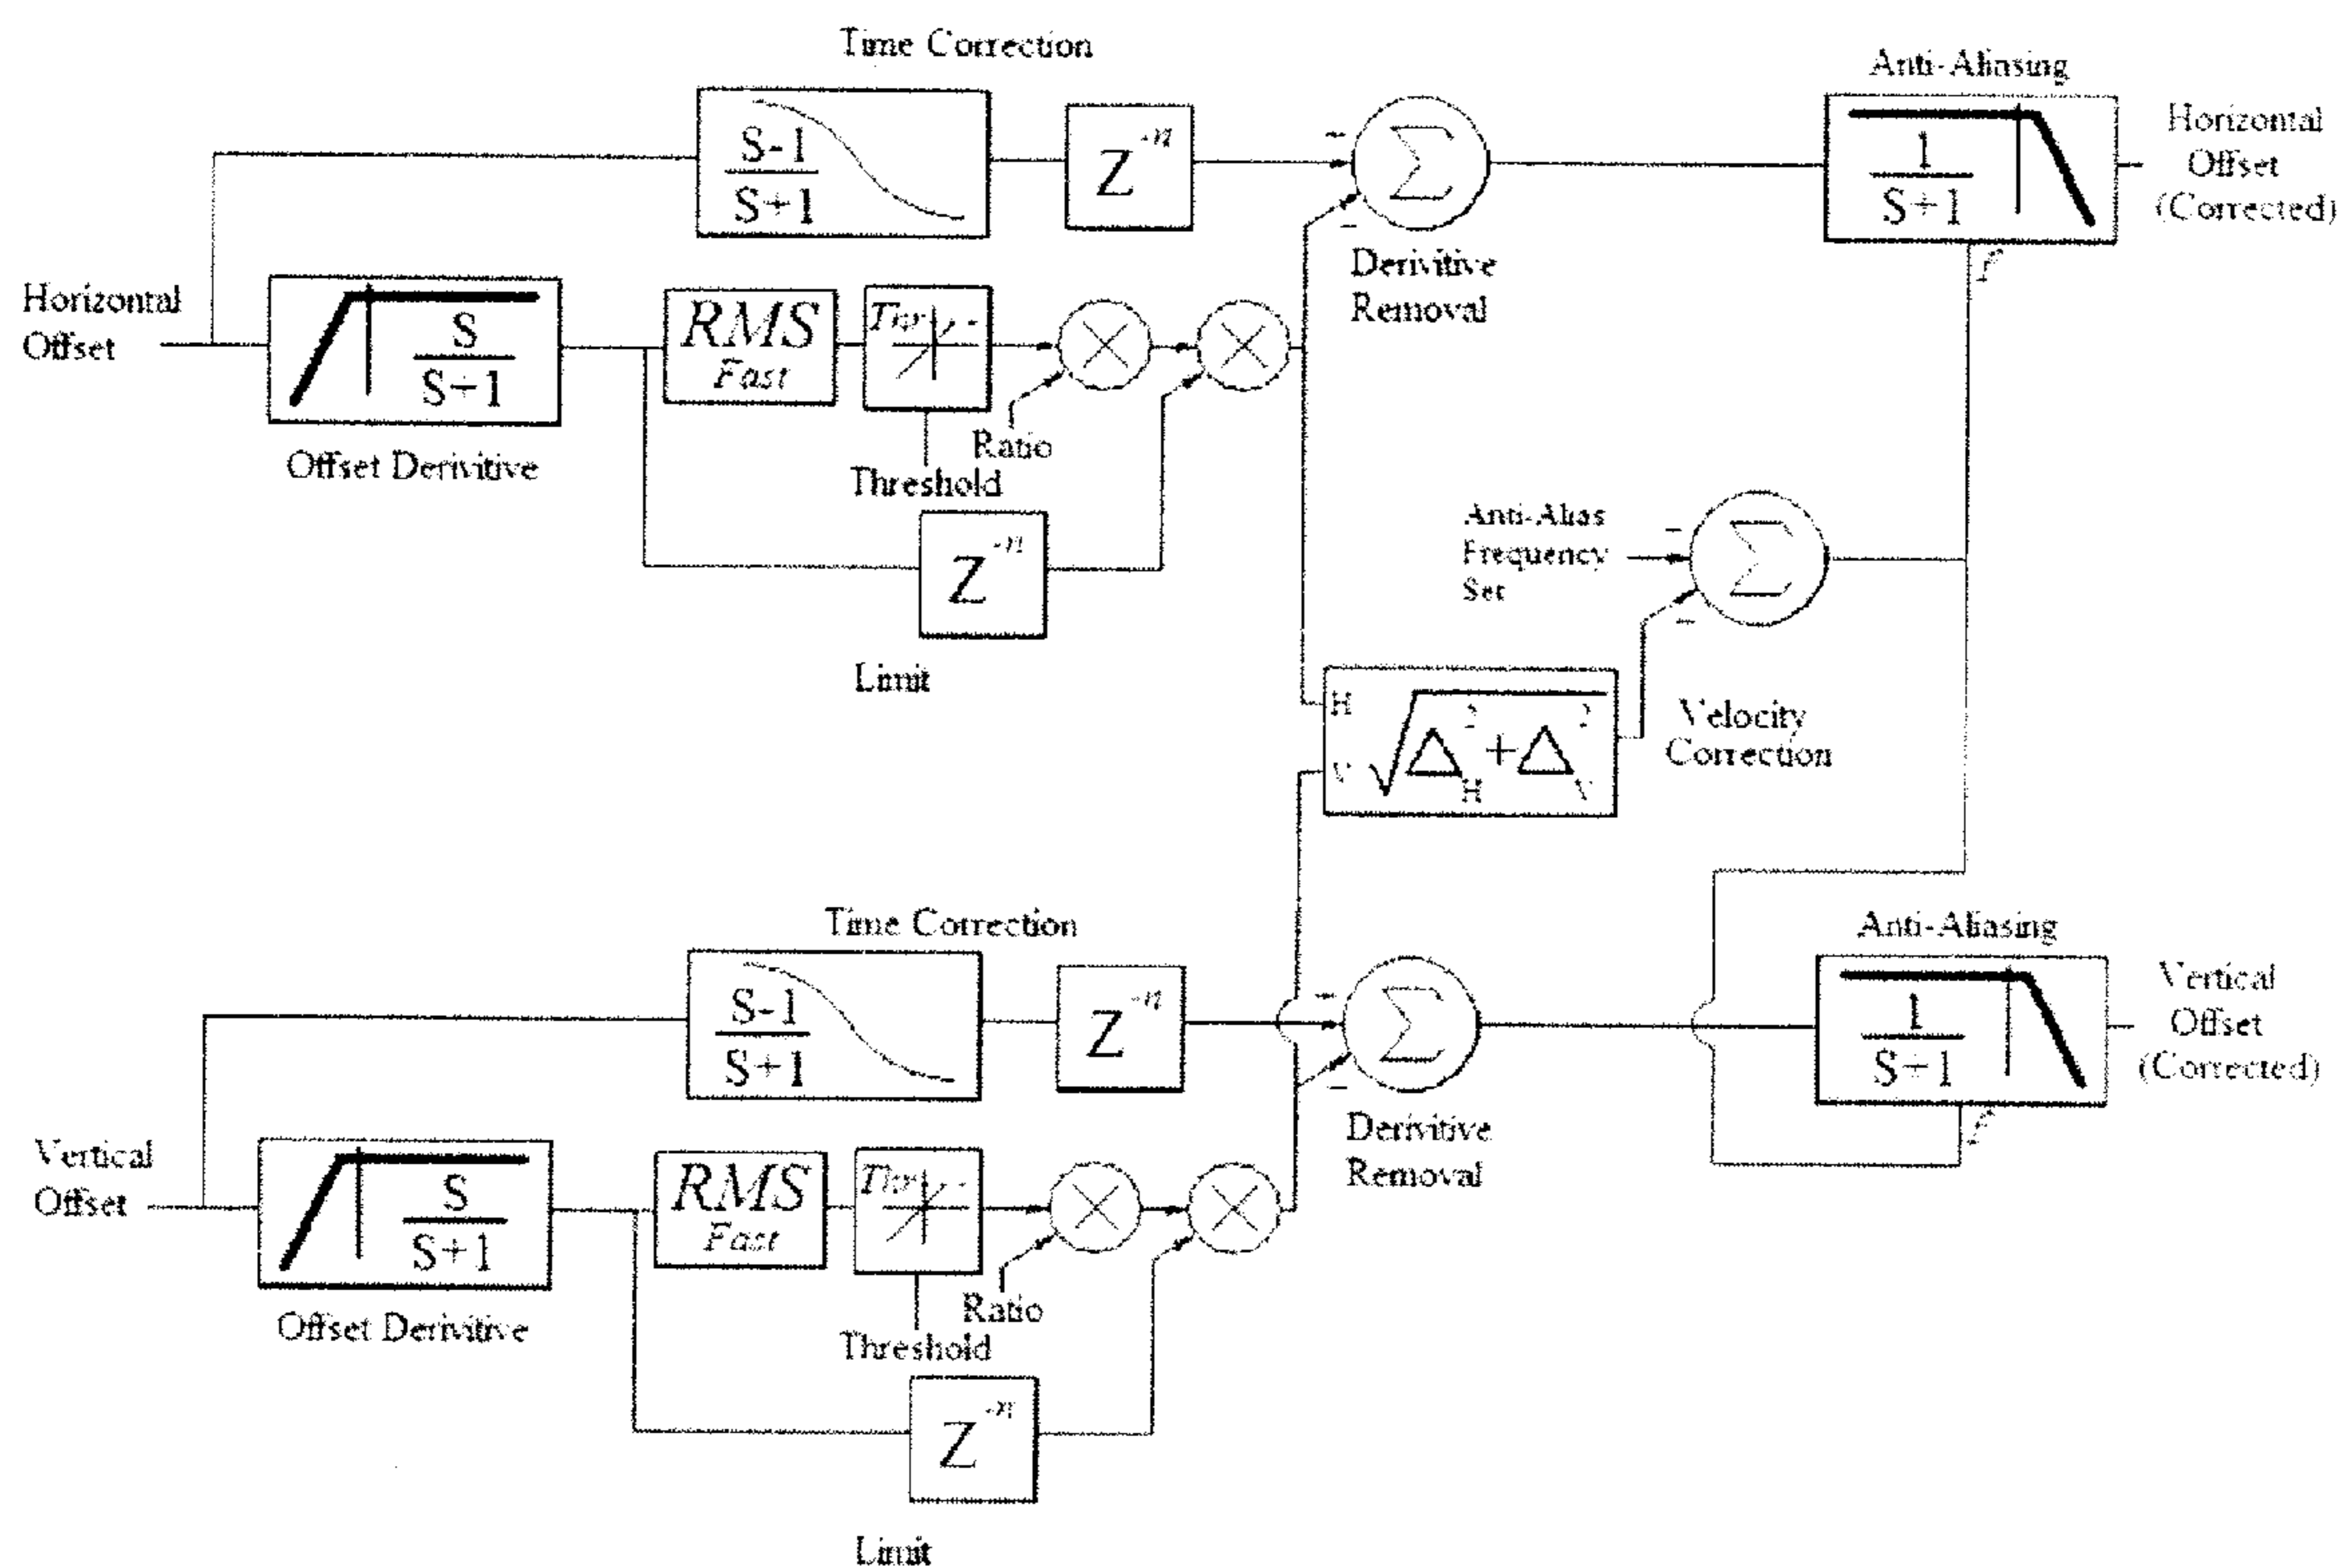 Time Correction
Anti-Aliasing
S-1
S+1
Z^-n
Σ
1
S+1
Horizontal
Offset
(Corrected)
Derivitive
Removal
f
Horizontal
Offset
S
S+1
RMS
Fast
Ratio
Threshold
Offset Derivitive
Z^-n
Limit
Anti-Alias
Frequency
Set
Σ
H
V
√Δ_H^2+Δ_V^2
Velocity
Correction
Time Correction
Anti-Aliasing
S-1
S+1
Z^-n
Σ
1
S+1
Vertical
Offset
(Corrected)
Derivitive
Removal
f
Vertical
Offset
S
S+1
RMS
Fast
Ratio
Threshold
Offset Derivitive
Z^-n
Limit